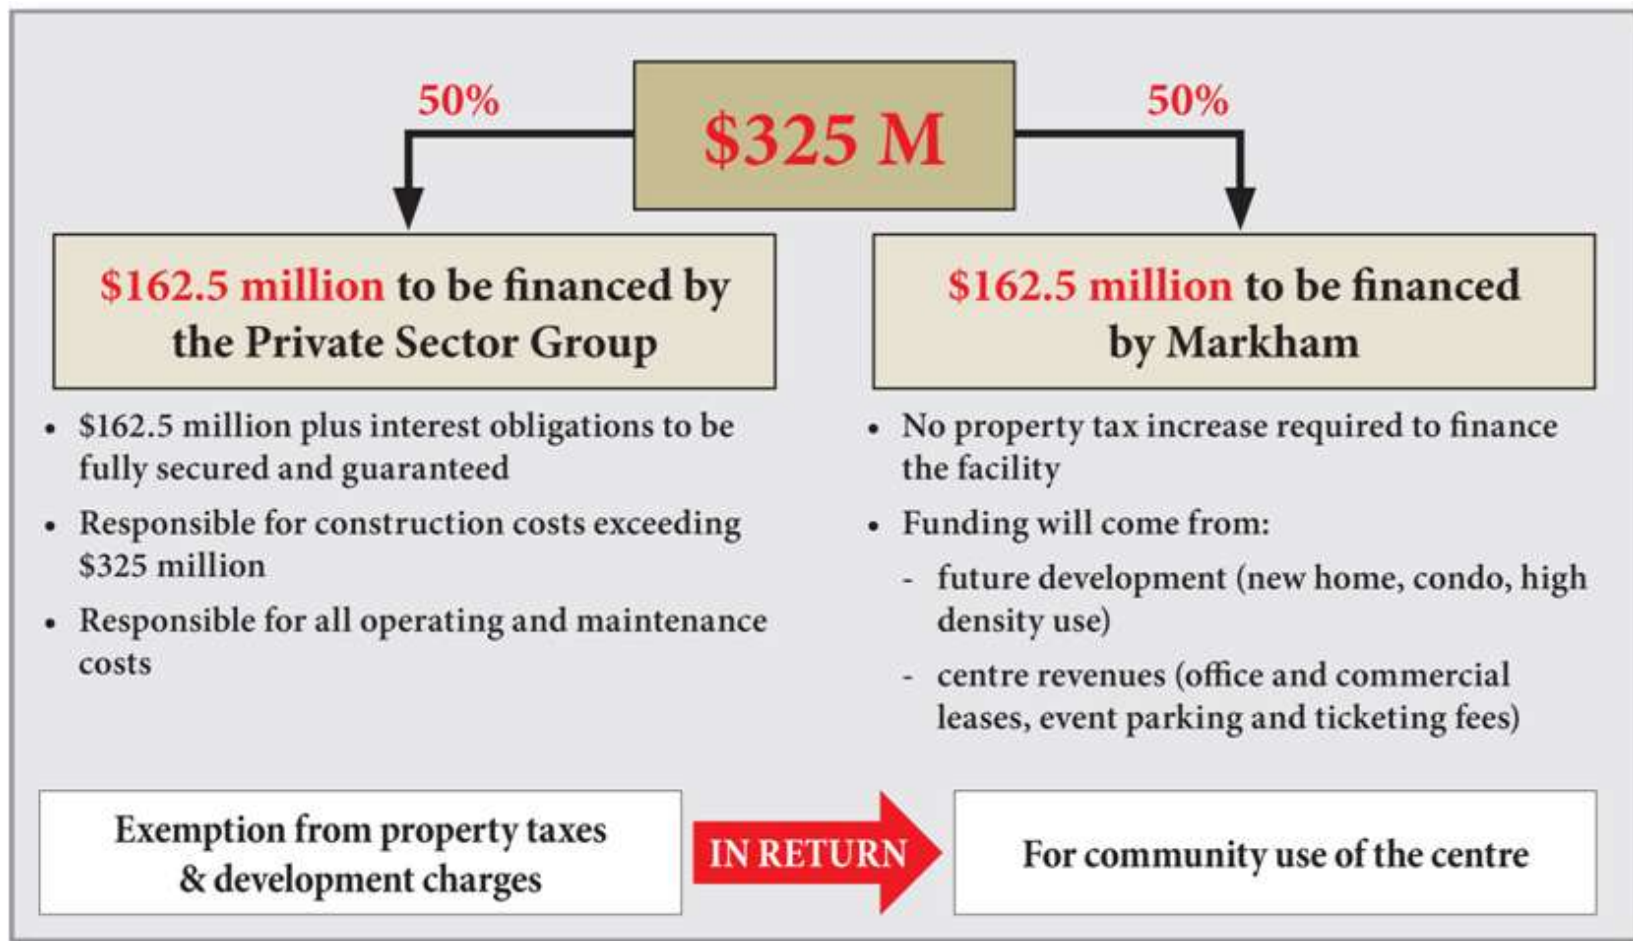 50%
$325 M
50%
$162.5 million to be financed by
the Private Sector Group
• $162.5 million plus interest obligations to be
fully secured and guaranteed
• Responsible for construction costs exceeding
$325 million
• Responsible for all operating and maintenance
costs
$162.5 million to be financed
by Markham
• No property tax increase required to finance
the facility
• Funding will come from:
- future development (new home, condo, high
density use)
- centre revenues (office and commercial
leases, event parking and ticketing fees)
Exemption from property taxes
& development charges
IN RETURN
For community use of the centre